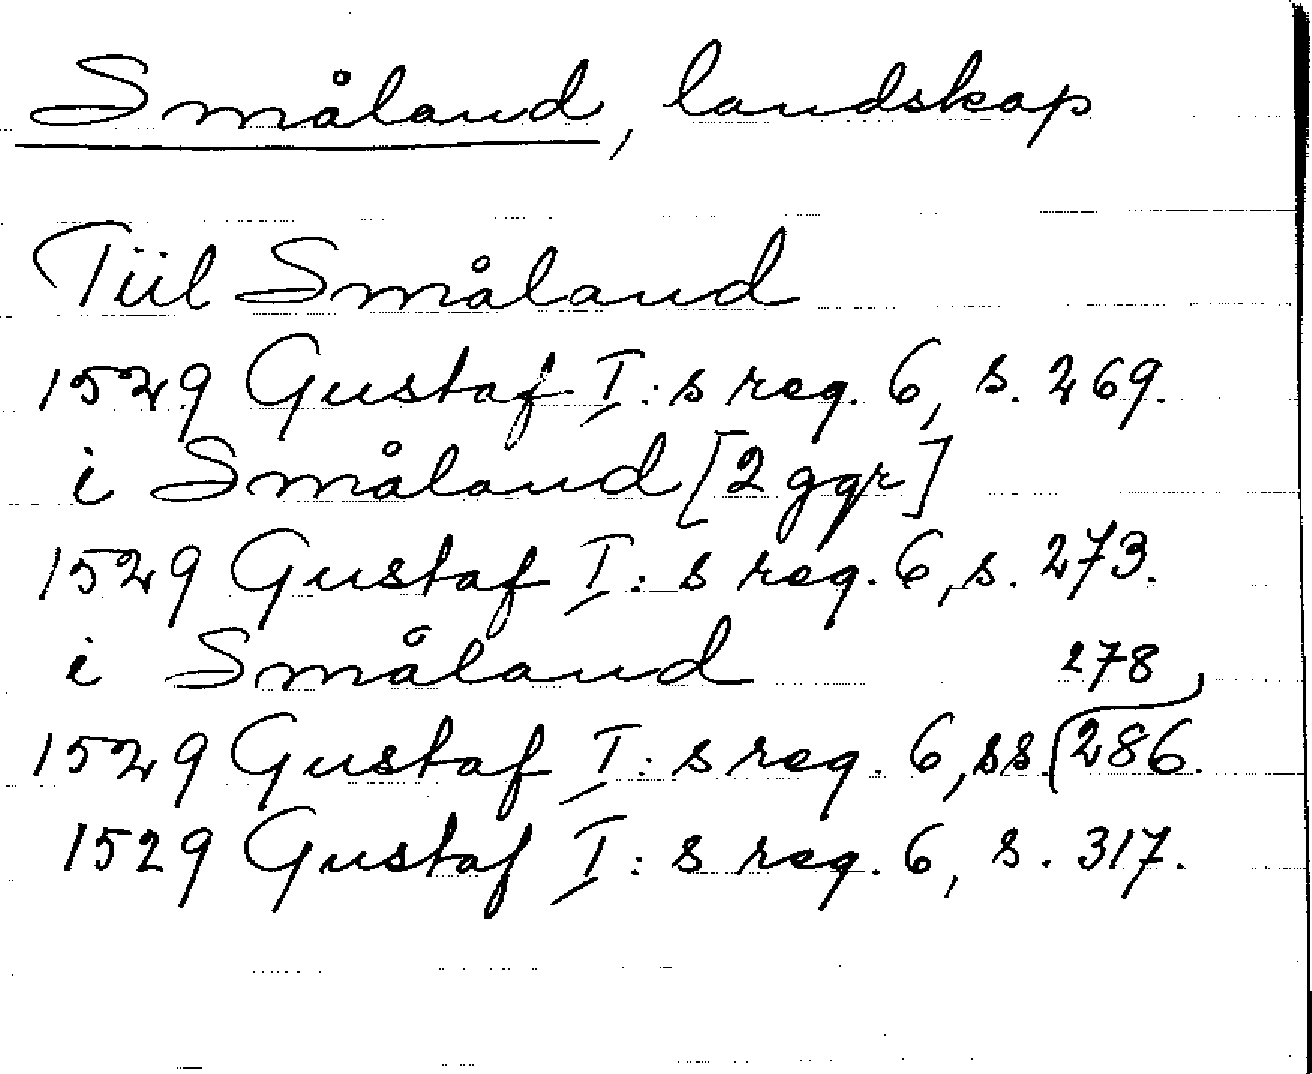 Småland, landskap
Tiil Småland
1529 Gustaf I:s reg. 6, s. 269.
i Småland [2 ggr]
1529 Gustaf I:s reg. 6, s. 273.
i Småland 278,
1529 Gustaf I:s reg. 6, ss. 286.
1529 Gustaf I:s reg. 6, s. 317.